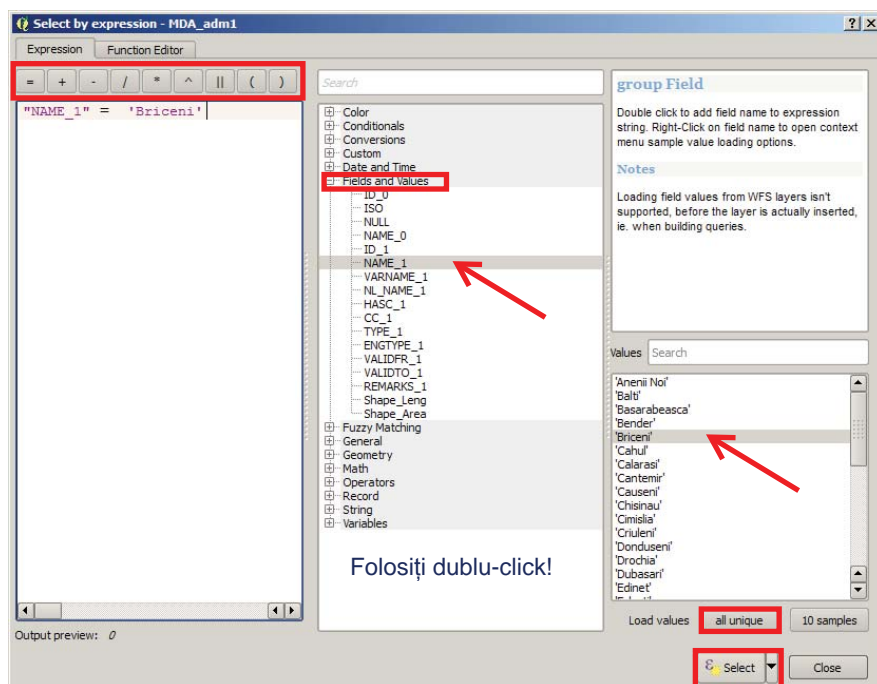 Select by expression - MDA_adm1
Expression
Function Editor
= + - / * ^ || ( )
"NAME_1" = 'Briceni'
Output preview: 0
Search
Color
Conditionals
Conversions
Custom
Date and Time
Fields and Values
ID_0
ISO
NULL
NAME_0
ID_1
NAME_1
VARNAME_1
NL_NAME_1
HASC_1
CC_1
TYPE_1
ENGTYPE_1
VALIDFR_1
VALIDTO_1
REMARKS_1
Shape_Leng
Shape_Area
Fuzzy Matching
General
Geometry
Math
Operators
Record
String
Variables
Folosiți dublu-click!
group Field
Double click to add field name to expression
string. Right-Click on field name to open context
menu sample value loading options.
Notes
Loading field values from WFS layers isn't
supported, before the layer is actually inserted,
ie. when building queries.
Values Search
'Anenii Noi'
'Balti'
'Basarabeasca'
'Bender'
'Briceni'
'Cahul'
'Calarasi'
'Cantemir'
'Causeni'
'Chisinau'
'Cimislia'
'Criuleni'
'Donduseni'
'Drochia'
'Dubasari'
'Edinet'
Load values all unique 10 samples
Select Close